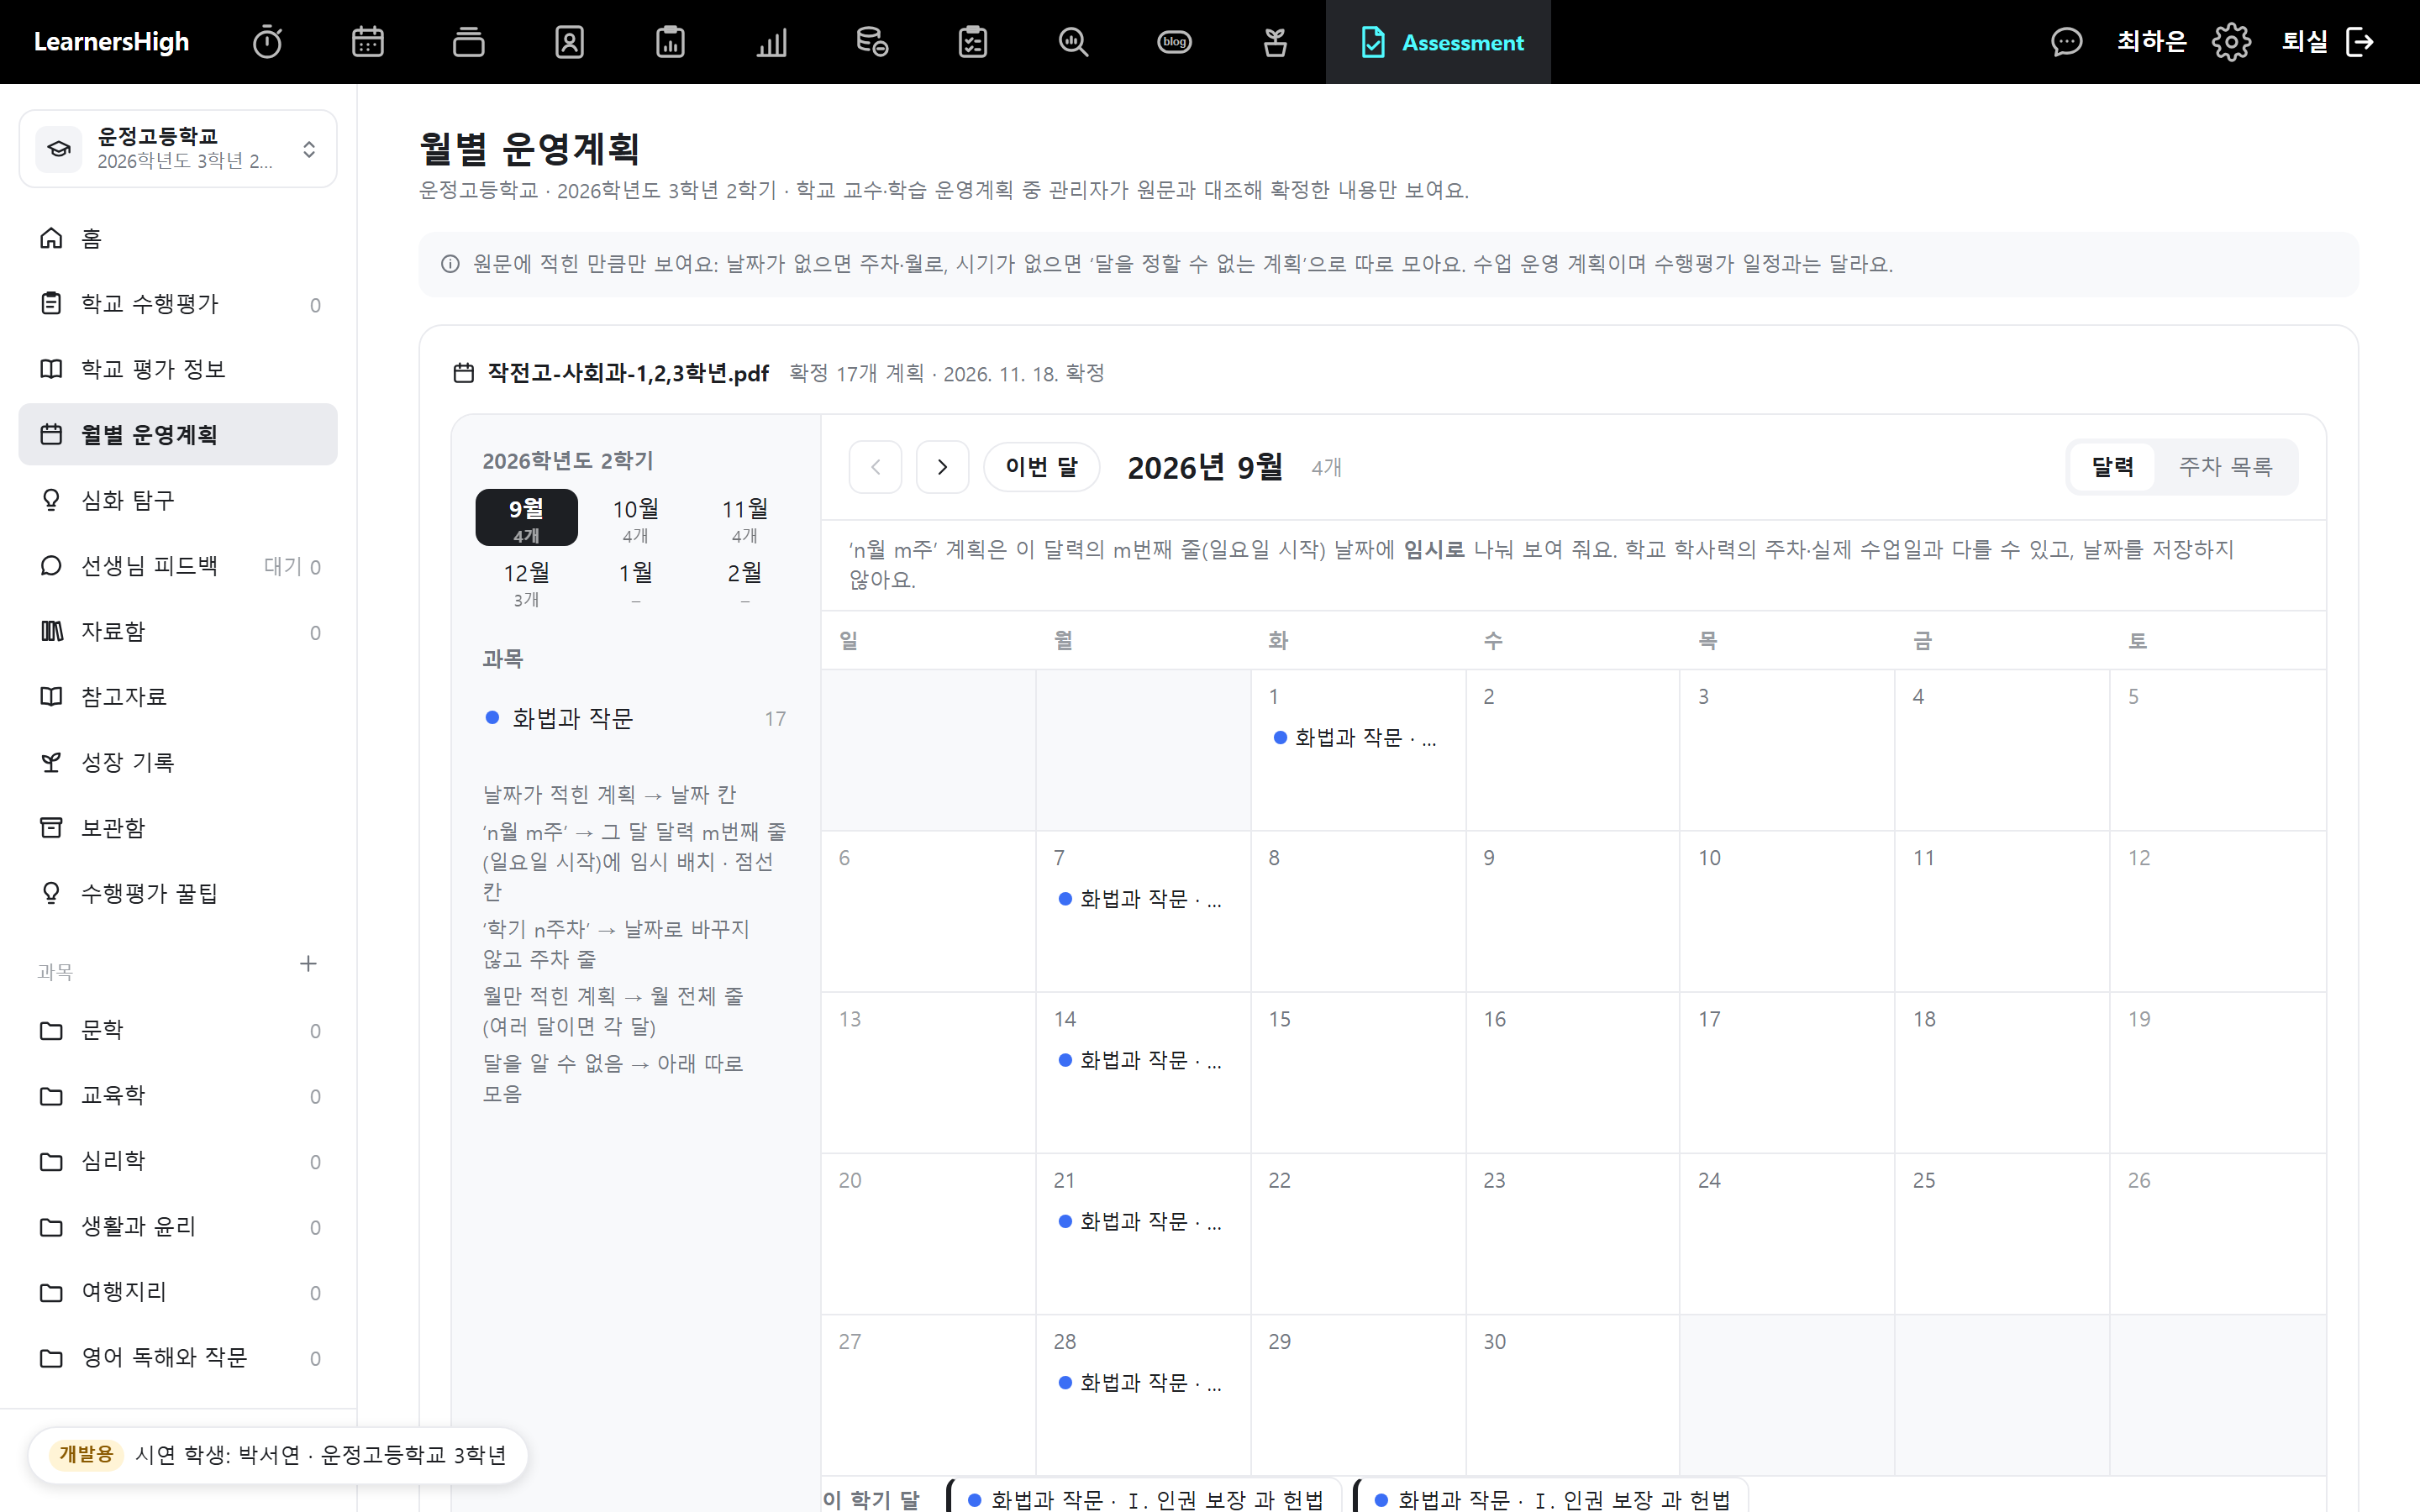 LearnersHigh
blog
Assessment
최하은
퇴실
운정고등학교
2026학년도 3학년 2...
홈
학교 수행평가 0
학교 평가 정보
월별 운영계획
심화 탐구
선생님 피드백 대기 0
자료함 0
참고자료
성장 기록
보관함
수행평가 꿀팁
과목
문학 0
교육학 0
심리학 0
생활과 윤리 0
여행지리 0
영어 독해와 작문 0
개발용 시연 학생: 박서연 · 운정고등학교 3학년
월별 운영계획
운정고등학교 · 2026학년도 3학년 2학기 · 학교 교수·학습 운영계획 중 관리자가 원문과 대조해 확정한 내용만 보여요.
원문에 적힌 만큼만 보여요: 날짜가 없으면 주차·월로, 시기가 없으면 ‘달을 정할 수 없는 계획’으로 따로 모아요. 수업 운영 계획이며 수행평가 일정과는 달라요.
작전고-사회과-1,2,3학년.pdf 확정 17개 계획 · 2026. 11. 18. 확정
2026학년도 2학기
9월 10월 11월
4개 4개 4개
12월 1월 2월
3개 – –
과목
화법과 작문 17
날짜가 적힌 계획 → 날짜 칸
‘n월 m주’ → 그 달 달력 m번째 줄
(일요일 시작)에 임시 배치 · 점선
칸
‘학기 n주차’ → 날짜로 바꾸지
않고 주차 줄
월만 적힌 계획 → 월 전체 줄
(여러 달이면 각 달)
달을 알 수 없음 → 아래 따로
모음
이번 달 2026년 9월 4개 달력 주차 목록
‘n월 m주’ 계획은 이 달력의 m번째 줄(일요일 시작) 날짜에 임시로 나눠 보여 줘요. 학교 학사력의 주차·실제 수업일과 다를 수 있고, 날짜를 저장하지
않아요.
일 월 화 수 목 금 토
1 2 3 4 5
화법과 작문 · ...
6 7 8 9 10 11 12
화법과 작문 · ...
13 14 15 16 17 18 19
화법과 작문 · ...
20 21 22 23 24 25 26
화법과 작문 · ...
27 28 29 30
화법과 작문 · ...
이 학기 달 화법과 작문 · Ⅰ. 인권 보장 과 헌법 화법과 작문 · Ⅰ. 인권 보장 과 헌법